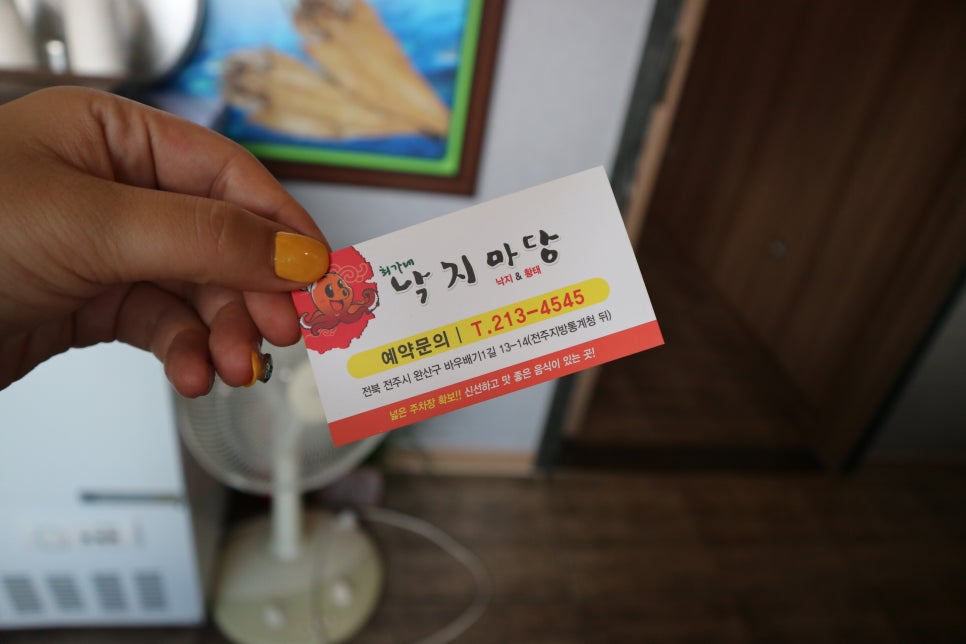 최가네
낙지마당
낙지 & 황태
예약문의 | T.213-4545
전북 전주시 완산구 바우배기1길 13-14(전주지방통계청 뒤)
넓은 주차장 확보!! 신선하고 맛 좋은 음식이 있는 곳!